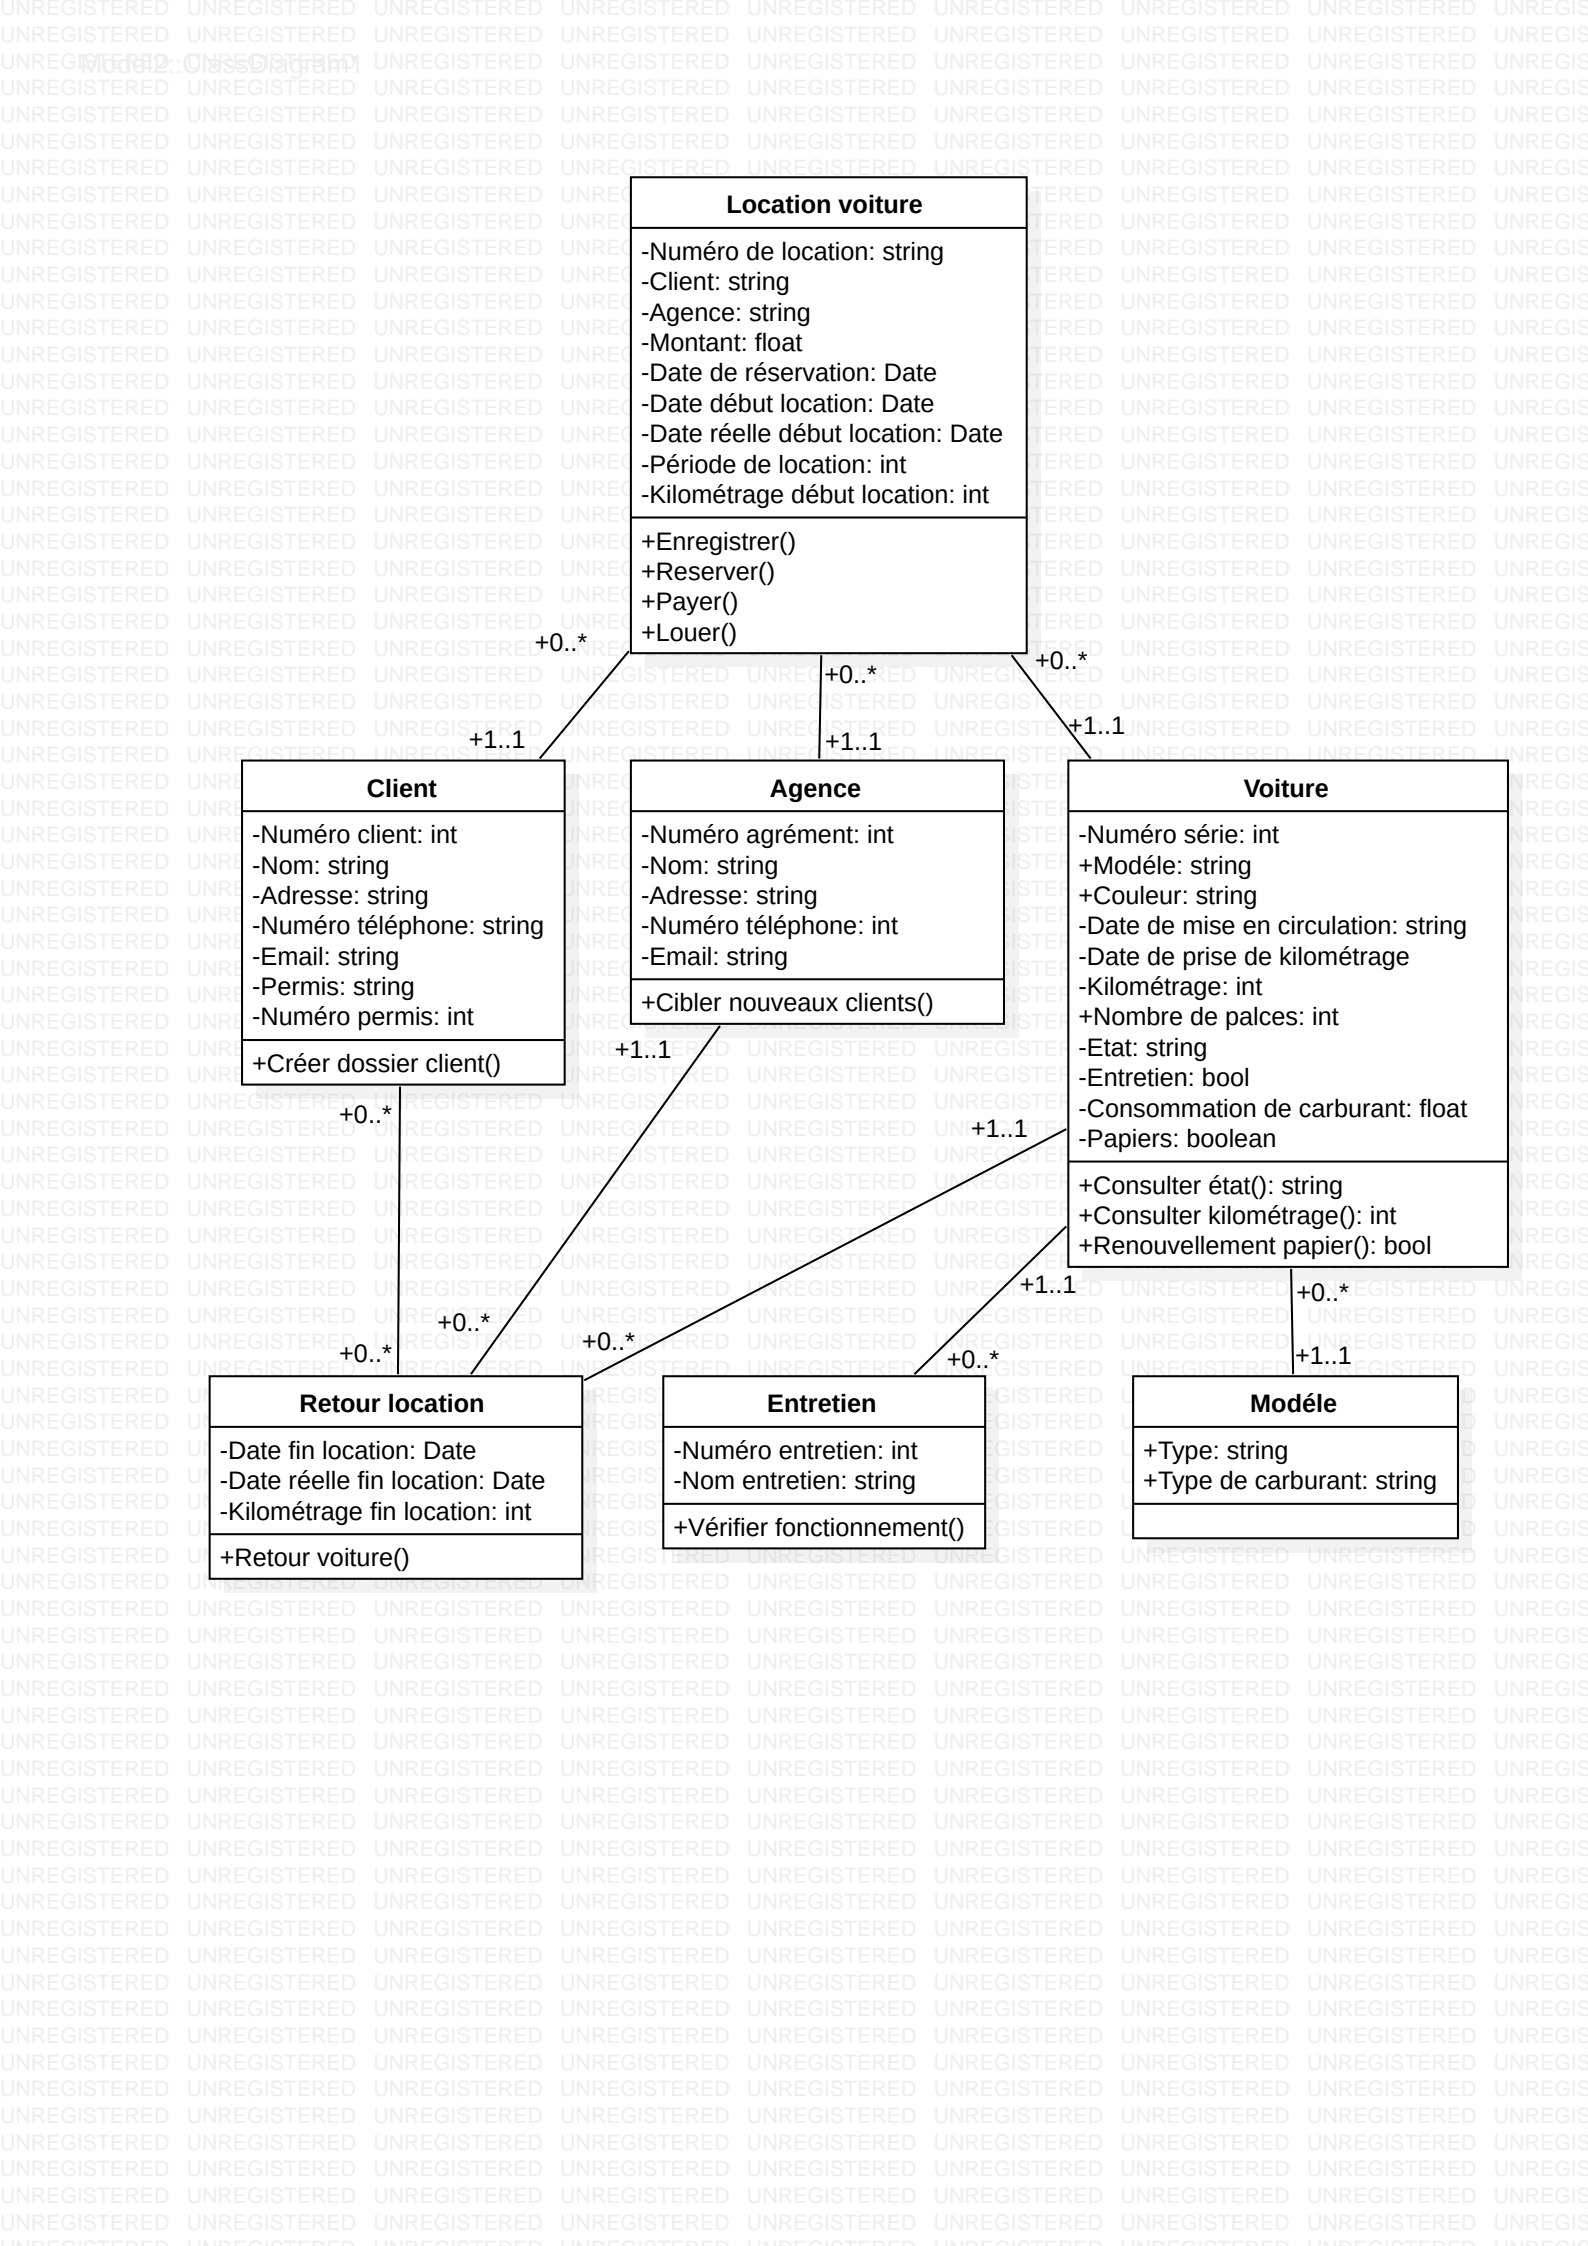 Model2::ClassDiagram1
Location voiture
-Numéro de location: string
-Client: string
-Agence: string
-Montant: float
-Date de réservation: Date
-Date début location: Date
-Date réelle début location: Date
-Période de location: int
-Kilométrage début location: int
+Enregistrer()
+Reserver()
+Payer()
+Louer()
+0..*
+0..*
+0..*
+1..1
+1..1
+1..1
Client
-Numéro client: int
-Nom: string
-Adresse: string
-Numéro téléphone: string
-Email: string
-Permis: string
-Numéro permis: int
+Créer dossier client()
Agence
-Numéro agrément: int
-Nom: string
-Adresse: string
-Numéro téléphone: int
-Email: string
+Cibler nouveaux clients()
Voiture
-Numéro série: int
+Modéle: string
+Couleur: string
-Date de mise en circulation: string
-Date de prise de kilométrage
-Kilométrage: int
+Nombre de palces: int
-Etat: string
-Entretien: bool
-Consommation de carburant: float
-Papiers: boolean
+Consulter état(): string
+Consulter kilométrage(): int
+Renouvellement papier(): bool
+0..*
+1..1
+1..1
+1..1
+0..*
+0..*
+0..*
+0..*
+0..*
+1..1
Retour location
-Date fin location: Date
-Date réelle fin location: Date
-Kilométrage fin location: int
+Retour voiture()
Entretien
-Numéro entretien: int
-Nom entretien: string
+Vérifier fonctionnement()
Modéle
+Type: string
+Type de carburant: string
UNREGISTERED